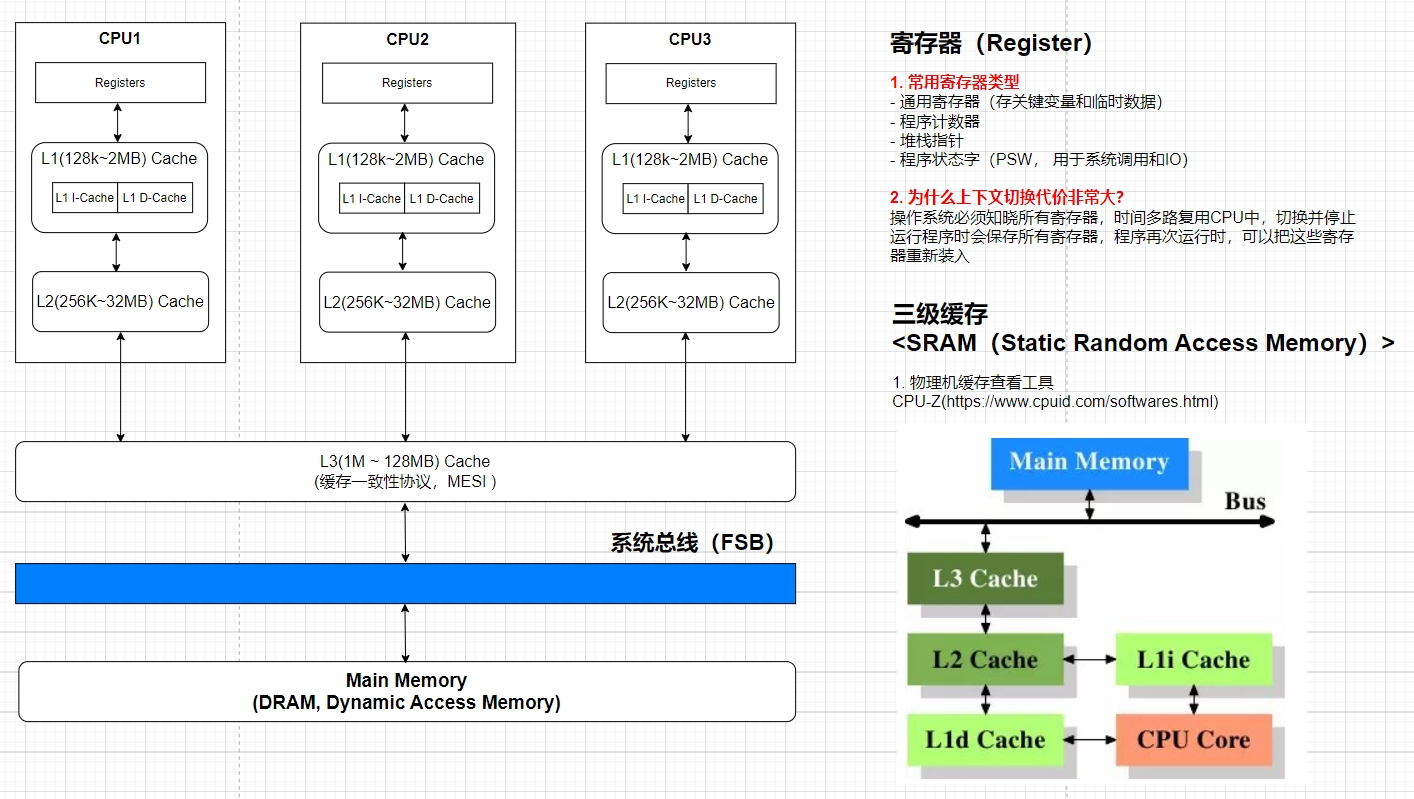 CPU1
Registers
L1(128k~2MB) Cache
L1 I-Cache
L1 D-Cache
L2(256K~32MB) Cache
CPU2
Registers
L1(128k~2MB) Cache
L1 I-Cache
L1 D-Cache
L2(256K~32MB) Cache
CPU3
Registers
L1(128k~2MB) Cache
L1 I-Cache
L1 D-Cache
L2(256K~32MB) Cache
L3(1M ~ 128MB) Cache
(缓存一致性协议，MESI )
系统总线（FSB）
Main Memory
(DRAM, Dynamic Access Memory)
寄存器（Register）
1. 常用寄存器类型
- 通用寄存器（存关键变量和临时数据）
- 程序计数器
- 堆栈指针
- 程序状态字（PSW， 用于系统调用和IO）
2. 为什么上下文切换代价非常大？
操作系统必须知晓所有寄存器，时间多路复用CPU中，切换并停止
运行程序时会保存所有寄存器，程序再次运行时，可以把这些寄存
器重新装入
三级缓存
<SRAM（Static Random Access Memory）>
1. 物理机缓存查看工具
CPU-Z(https://www.cpuid.com/softwares.html)
Main Memory
Bus
L3 Cache
L2 Cache
L1i Cache
L1d Cache
CPU Core